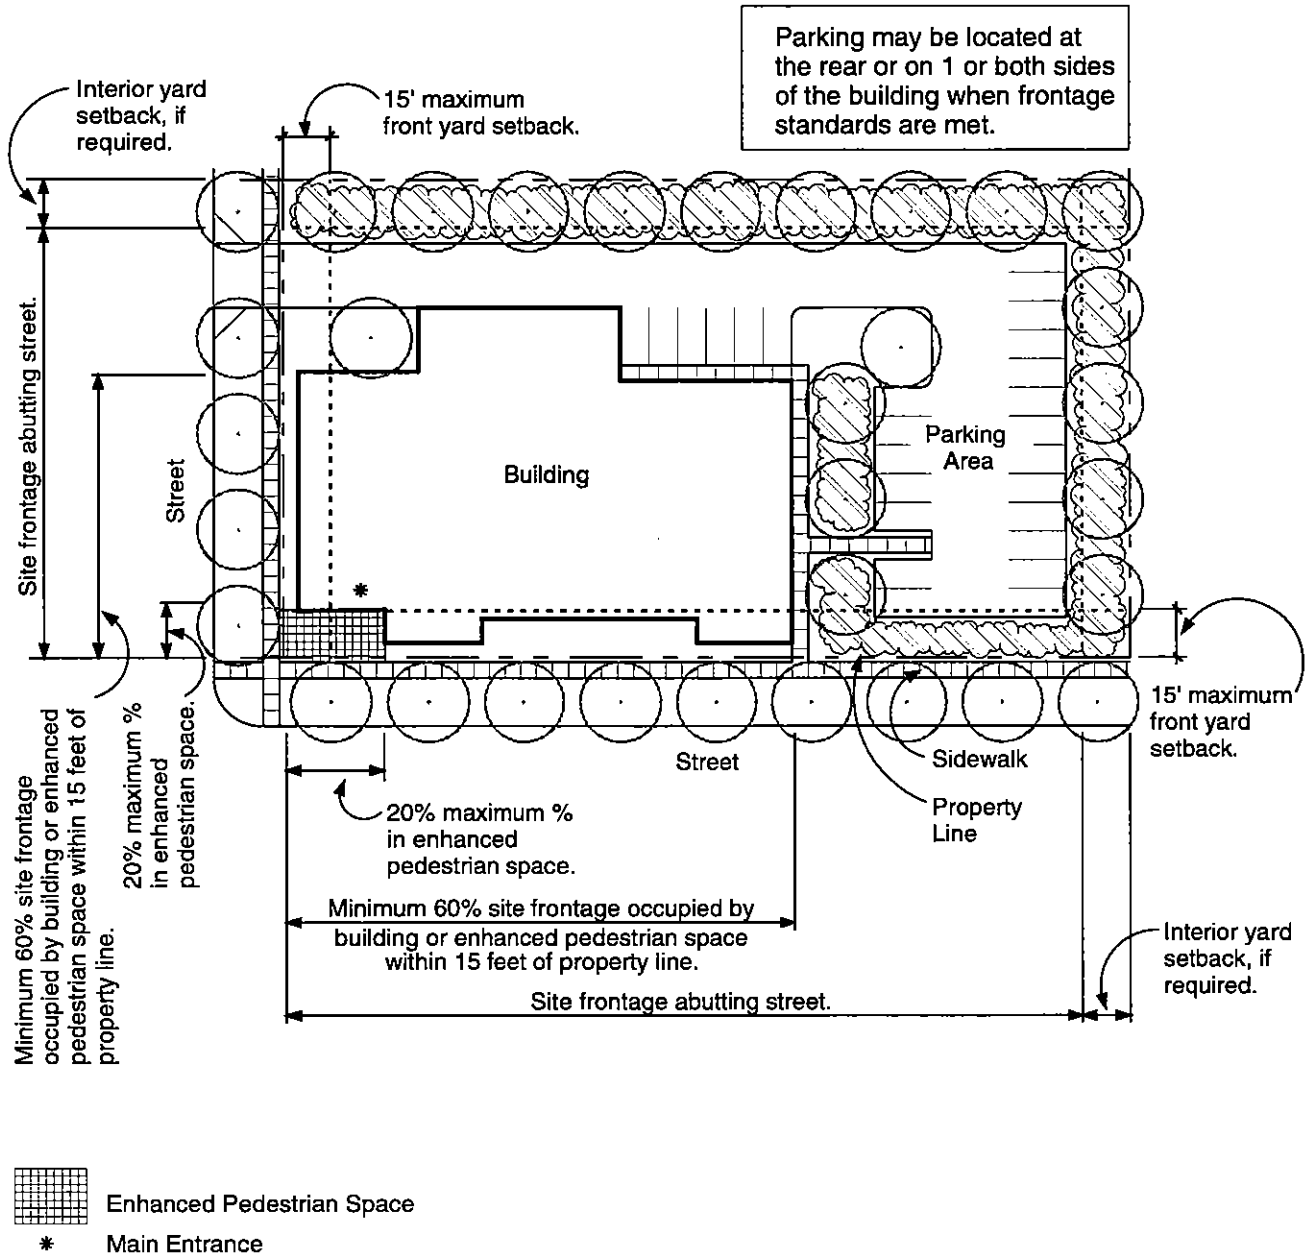 Parking may be located at
the rear or on 1 or both sides
of the building when frontage
standards are met.
Interior yard
setback, if
required.
15' maximum
front yard setback.
Site frontage abutting street.
Street
Building
Parking
Area
*
Minimum 60% site frontage
occupied by building or enhanced
pedestrian space within 15 feet of
property line.
20% maximum %
in enhanced
pedestrian space.
15' maximum
front yard
setback.
Street
Sidewalk
Property
Line
20% maximum %
in enhanced
pedestrian space.
Minimum 60% site frontage occupied by
building or enhanced pedestrian space
within 15 feet of property line.
Interior yard
setback, if
required.
Site frontage abutting street.
Enhanced Pedestrian Space
* Main Entrance